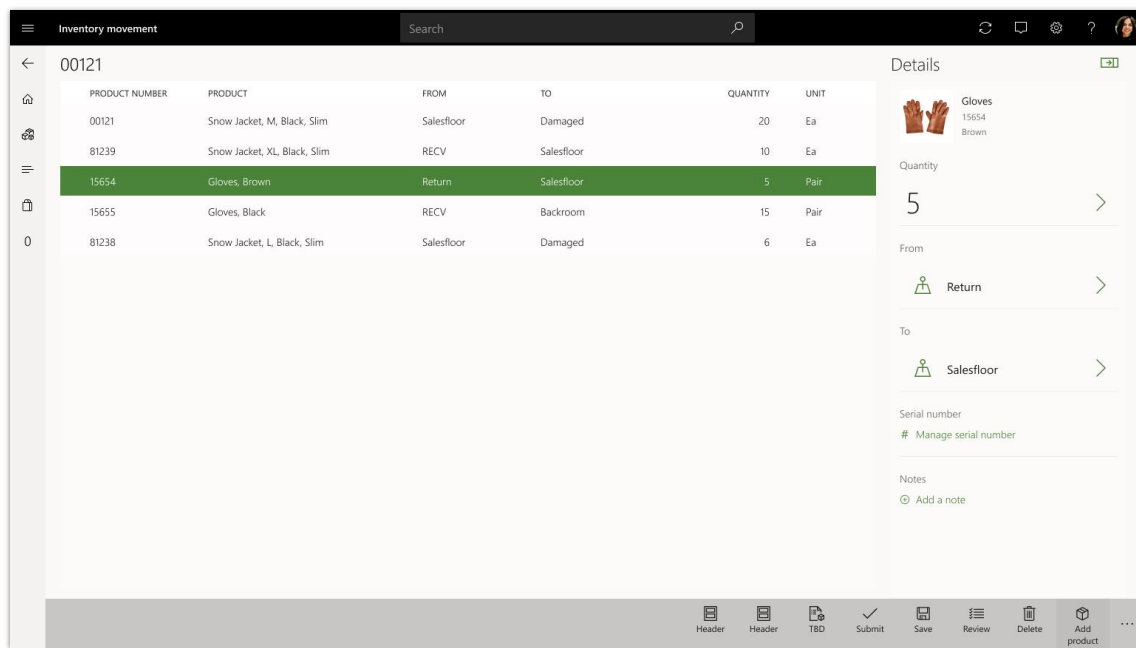 Inventory movement
Search
?
00121
PRODUCT NUMBER PRODUCT FROM TO QUANTITY UNIT
00121 Snow Jacket, M, Black, Slim Salesfloor Damaged 20 Ea
81239 Snow Jacket, XL, Black, Slim RECV Salesfloor 10 Ea
15654 Gloves, Brown Return Salesfloor 5 Pair
15655 Gloves, Black RECV Backroom 15 Pair
81238 Snow Jacket, L, Black, Slim Salesfloor Damaged 6 Ea
0
Details
Gloves
15654
Brown
Quantity
5
From
Return
To
Salesfloor
Serial number
# Manage serial number
Notes
Add a note
Header Header TBD Submit Save Review Delete Add product ...